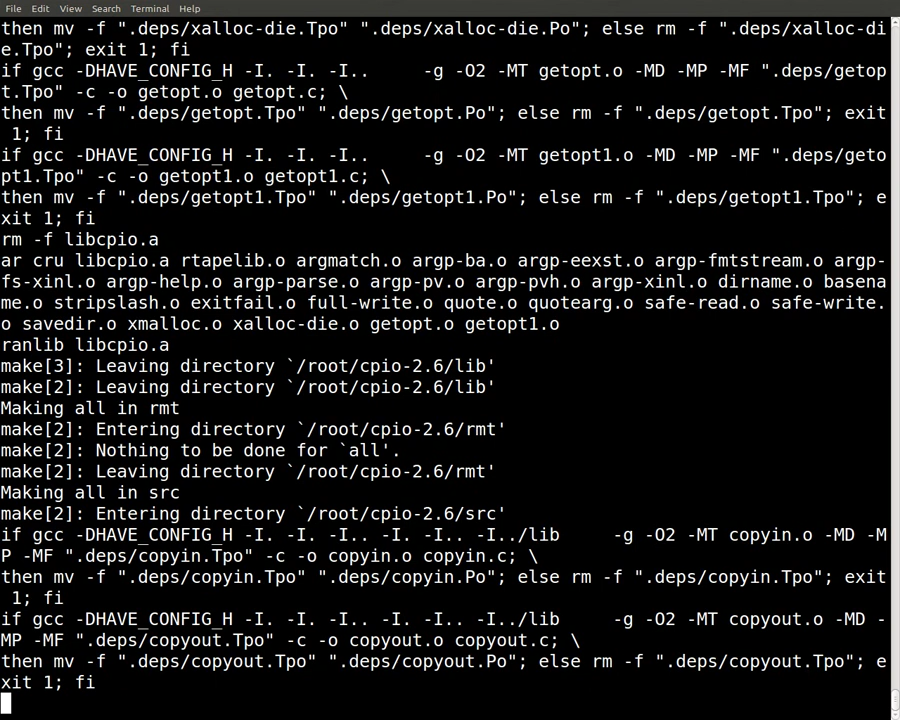 File Edit View Search Terminal Help
then mv -f ".deps/xalloc-die.Tpo" ".deps/xalloc-die.Po"; else rm -f ".deps/xalloc-di
e.Tpo"; exit 1; fi
if gcc -DHAVE_CONFIG_H -I. -I. -I..     -g -O2 -MT getopt.o -MD -MP -MF ".deps/getop
t.Tpo" -c -o getopt.o getopt.c; \
then mv -f ".deps/getopt.Tpo" ".deps/getopt.Po"; else rm -f ".deps/getopt.Tpo"; exit
 1; fi
if gcc -DHAVE_CONFIG_H -I. -I. -I..     -g -O2 -MT getopt1.o -MD -MP -MF ".deps/geto
pt1.Tpo" -c -o getopt1.o getopt1.c; \
then mv -f ".deps/getopt1.Tpo" ".deps/getopt1.Po"; else rm -f ".deps/getopt1.Tpo"; e
xit 1; fi
rm -f libcpio.a
ar cru libcpio.a rtapelib.o argmatch.o argp-ba.o argp-eexst.o argp-fmtstream.o argp-
fs-xinl.o argp-help.o argp-parse.o argp-pv.o argp-pvh.o argp-xinl.o dirname.o basena
me.o stripslash.o exitfail.o full-write.o quote.o quotearg.o safe-read.o safe-write.
o savedir.o xmalloc.o xalloc-die.o getopt.o getopt1.o
ranlib libcpio.a
make[3]: Leaving directory `/root/cpio-2.6/lib'
make[2]: Leaving directory `/root/cpio-2.6/lib'
Making all in rmt
make[2]: Entering directory `/root/cpio-2.6/rmt'
make[2]: Nothing to be done for `all'.
make[2]: Leaving directory `/root/cpio-2.6/rmt'
Making all in src
make[2]: Entering directory `/root/cpio-2.6/src'
if gcc -DHAVE_CONFIG_H -I. -I. -I.. -I. -I.. -I../lib     -g -O2 -MT copyin.o -MD -M
P -MF ".deps/copyin.Tpo" -c -o copyin.o copyin.c; \
then mv -f ".deps/copyin.Tpo" ".deps/copyin.Po"; else rm -f ".deps/copyin.Tpo"; exit
 1; fi
if gcc -DHAVE_CONFIG_H -I. -I. -I.. -I. -I.. -I../lib     -g -O2 -MT copyout.o -MD -
MP -MF ".deps/copyout.Tpo" -c -o copyout.o copyout.c; \
then mv -f ".deps/copyout.Tpo" ".deps/copyout.Po"; else rm -f ".deps/copyout.Tpo"; e
xit 1; fi